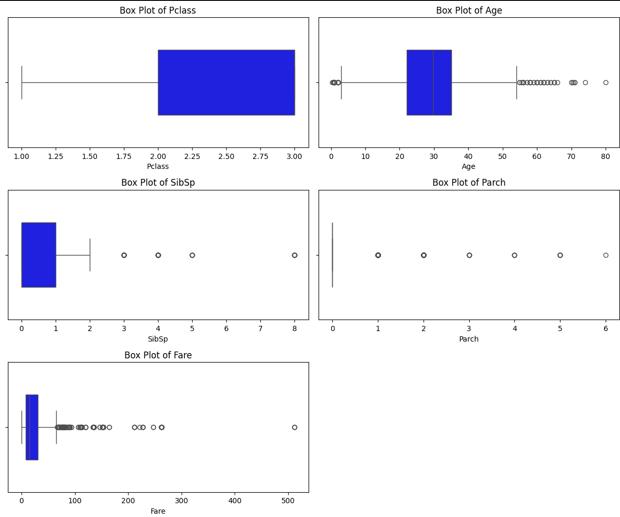 Box Plot of Pclass
1.00 1.25 1.50 1.75 2.00 2.25 2.50 2.75 3.00
Pclass
Box Plot of Age
0 10 20 30 40 50 60 70 80
Age
Box Plot of SibSp
0 1 2 3 4 5 6 7 8
SibSp
Box Plot of Parch
0 1 2 3 4 5 6
Parch
Box Plot of Fare
0 100 200 300 400 500
Fare